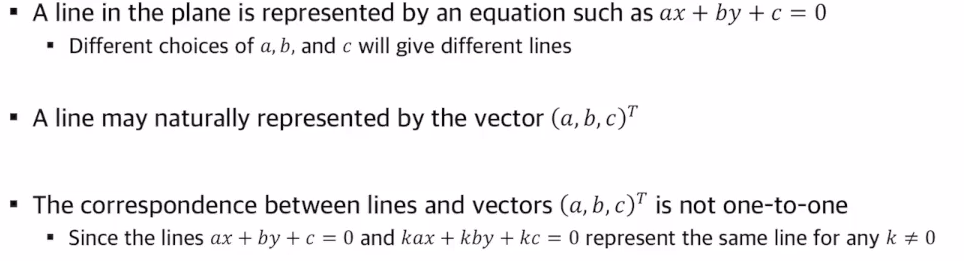 ▪ A line in the plane is represented by an equation such as ax + by + c = 0
▪ Different choices of a, b, and c will give different lines
▪ A line may naturally represented by the vector (a, b, c)ᵀ
▪ The correspondence between lines and vectors (a, b, c)ᵀ is not one-to-one
▪ Since the lines ax + by + c = 0 and kax + kby + kc = 0 represent the same line for any k ≠ 0